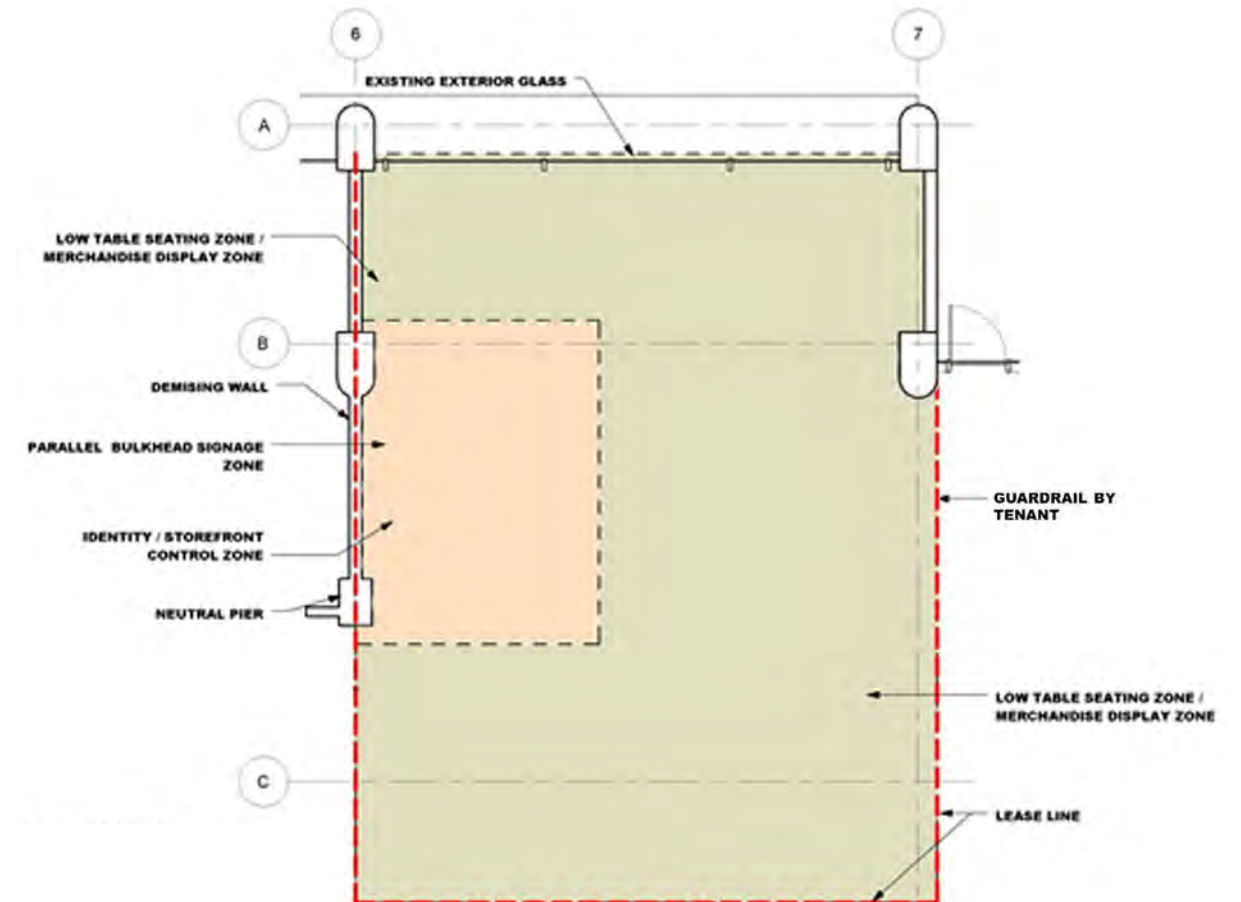 6
7
EXISTING EXTERIOR GLASS
A
LOW TABLE SEATING ZONE /
MERCHANDISE DISPLAY ZONE
B
DEMISING WALL
PARALLEL BULKHEAD SIGNAGE
ZONE
GUARDRAIL BY
TENANT
IDENTITY / STOREFRONT
CONTROL ZONE
NEUTRAL PIER
LOW TABLE SEATING ZONE /
MERCHANDISE DISPLAY ZONE
C
LEASE LINE